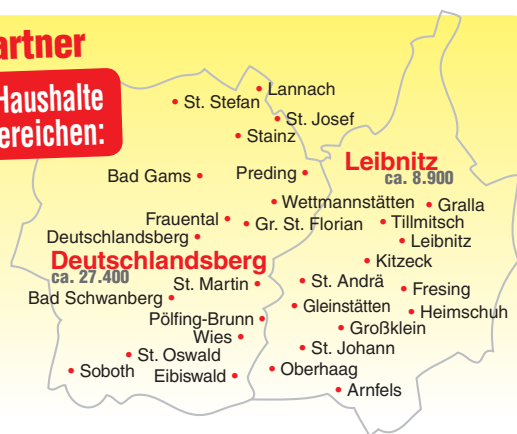 artner
Haushalte
ereichen:
Lannach
St. Stefan
St. Josef
Stainz
Leibnitz
ca. 8.900
Bad Gams
Preding
Wettmannstätten
Gralla
Frauental
Gr. St. Florian
Tillmitsch
Deutschlandsberg
Leibnitz
Deutschlandsberg
ca. 27.400
Kitzeck
St. Martin
St. Andrä
Fresing
Bad Schwanberg
Gleinstätten
Heimschuh
Pölfing-Brunn
Großklein
Wies
St. Johann
St. Oswald
Soboth
Eibiswald
Oberhaag
Arnfels